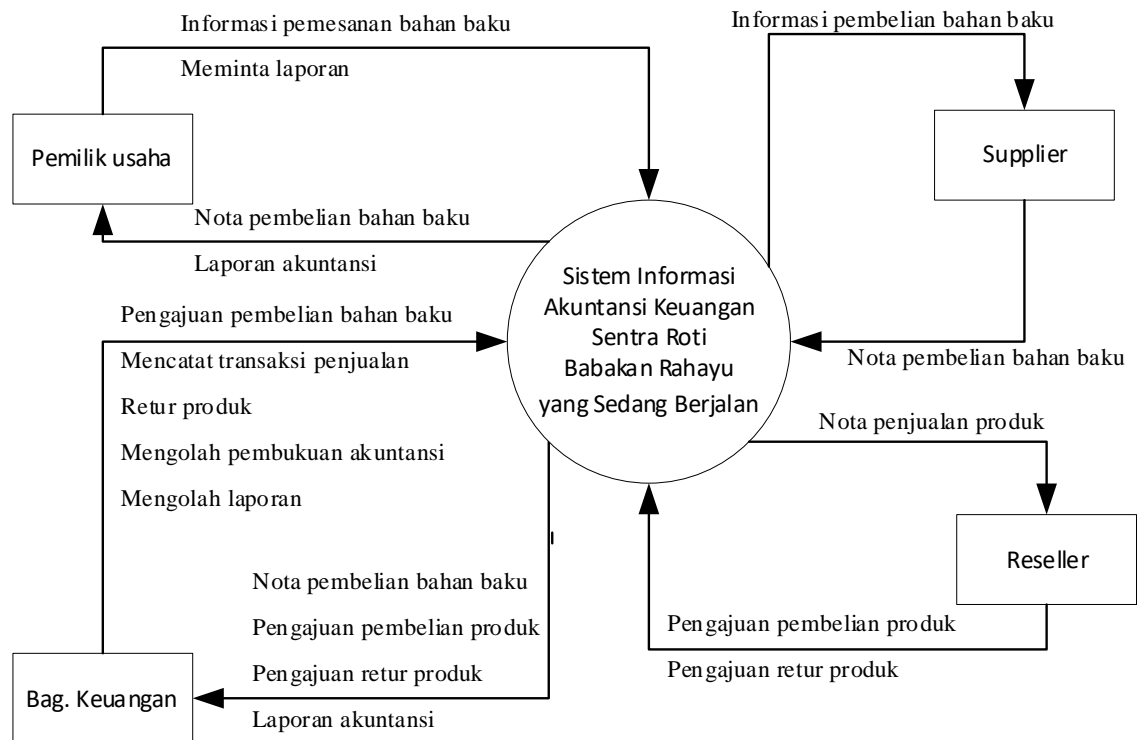 Informasi pemesanan bahan baku
Meminta laporan
Informasi pembelian bahan baku
Pemilik usaha
Supplier
Nota pembelian bahan baku
Laporan akuntansi
Sistem Informasi
Akuntansi Keuangan
Sentra Roti
Babakan Rahayu
yang Sedang Berjalan
Nota pembelian bahan baku
Pengajuan pembelian bahan baku
Mencatat transaksi penjualan
Retur produk
Mengolah pembukuan akuntansi
Mengolah laporan
Nota penjualan produk
Reseller
Nota pembelian bahan baku
Pengajuan pembelian produk
Pengajuan retur produk
Laporan akuntansi
Pengajuan pembelian produk
Pengajuan retur produk
Bag. Keuangan